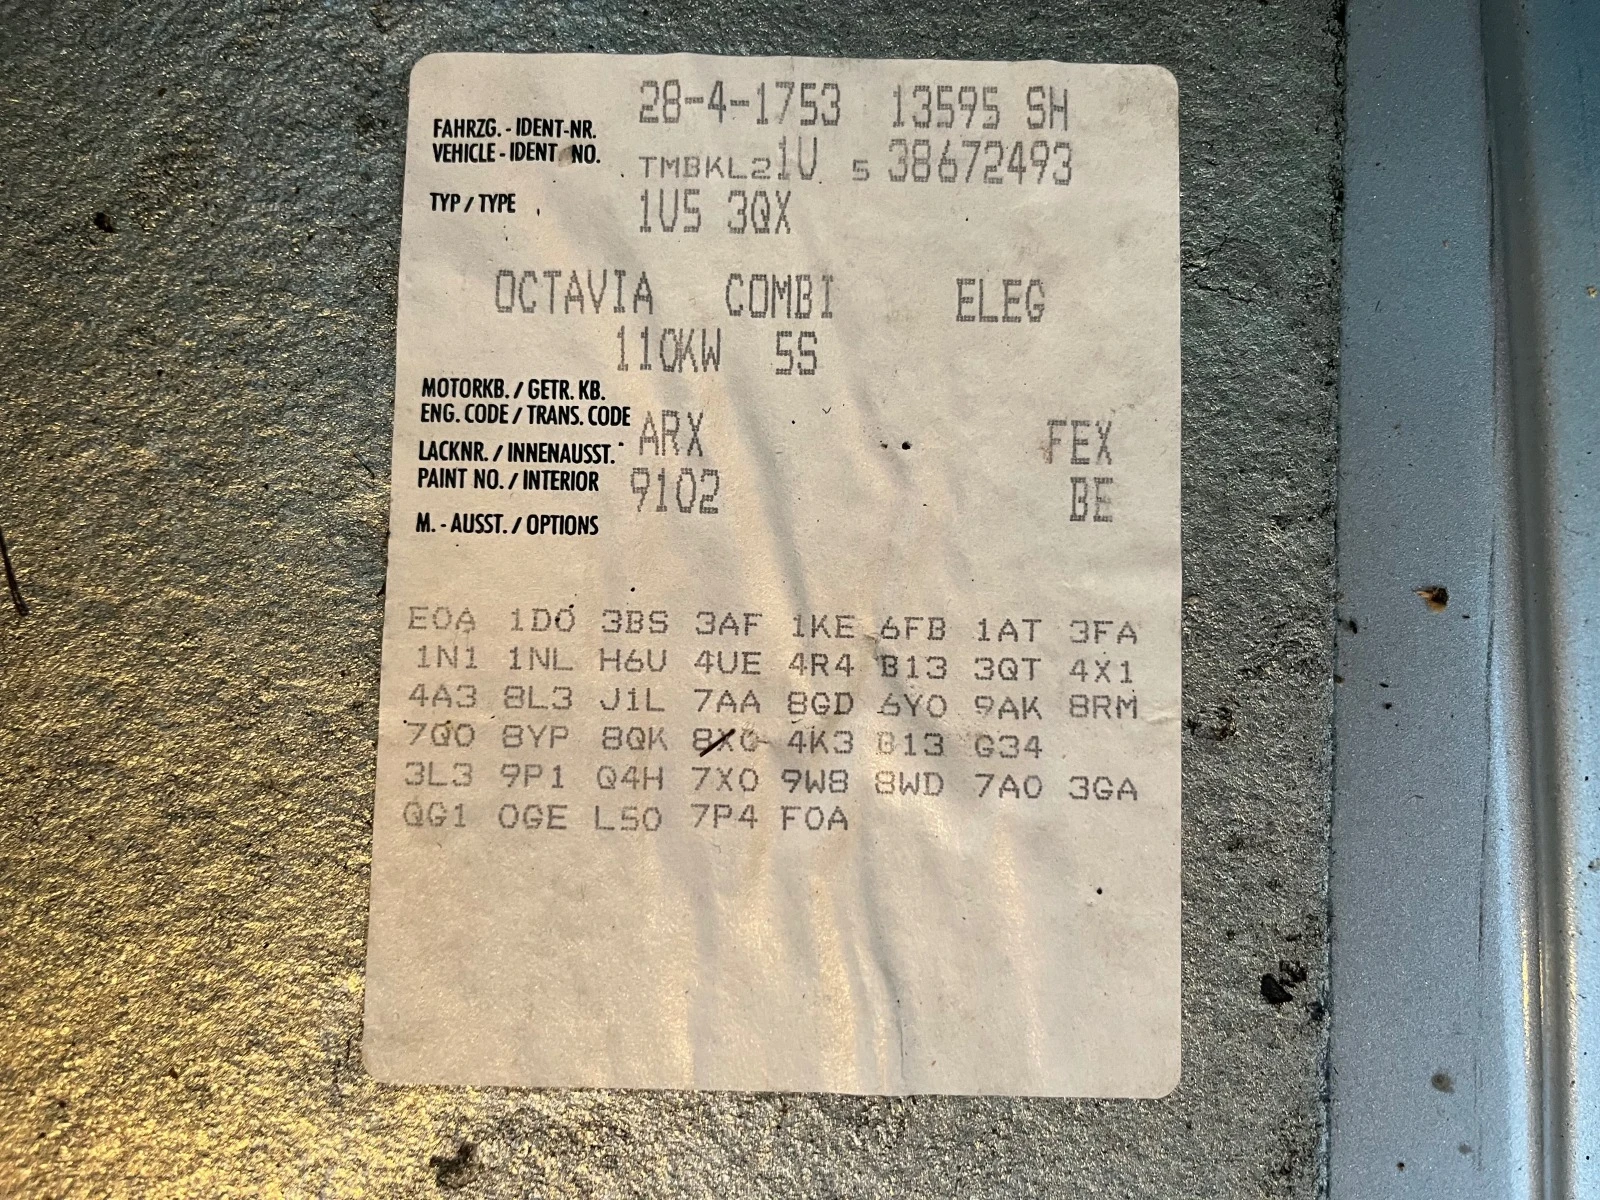 28-4-1753 13595 SH
FAHRZG. - IDENT-NR.
VEHICLE - IDENT NO. TMBKL21U 5 38672493
TYP / TYPE 1U5 3QX
OCTAVIA COMBI ELEG
110KW 5S
MOTORKB. / GETR. KB.
ENG. CODE / TRANS. CODE ARX FEX
LACKNR. / INNENAUSST.
PAINT NO. / INTERIOR 9102 BE
M. - AUSST. / OPTIONS
E0A 1D0 3BS 3AF 1KE 6FB 1AT 3FA
1N1 1NL H6U 4UE 4R4 B13 3QT 4X1
4A3 8L3 J1L 7AA 8GD 6Y0 9AK 8RM
7Q0 8YP 8QK 8X0 4K3 B13 G34
3L3 9P1 Q4H 7X0 9W8 8WD 7A0 3GA
QG1 0GE L50 7P4 F0A